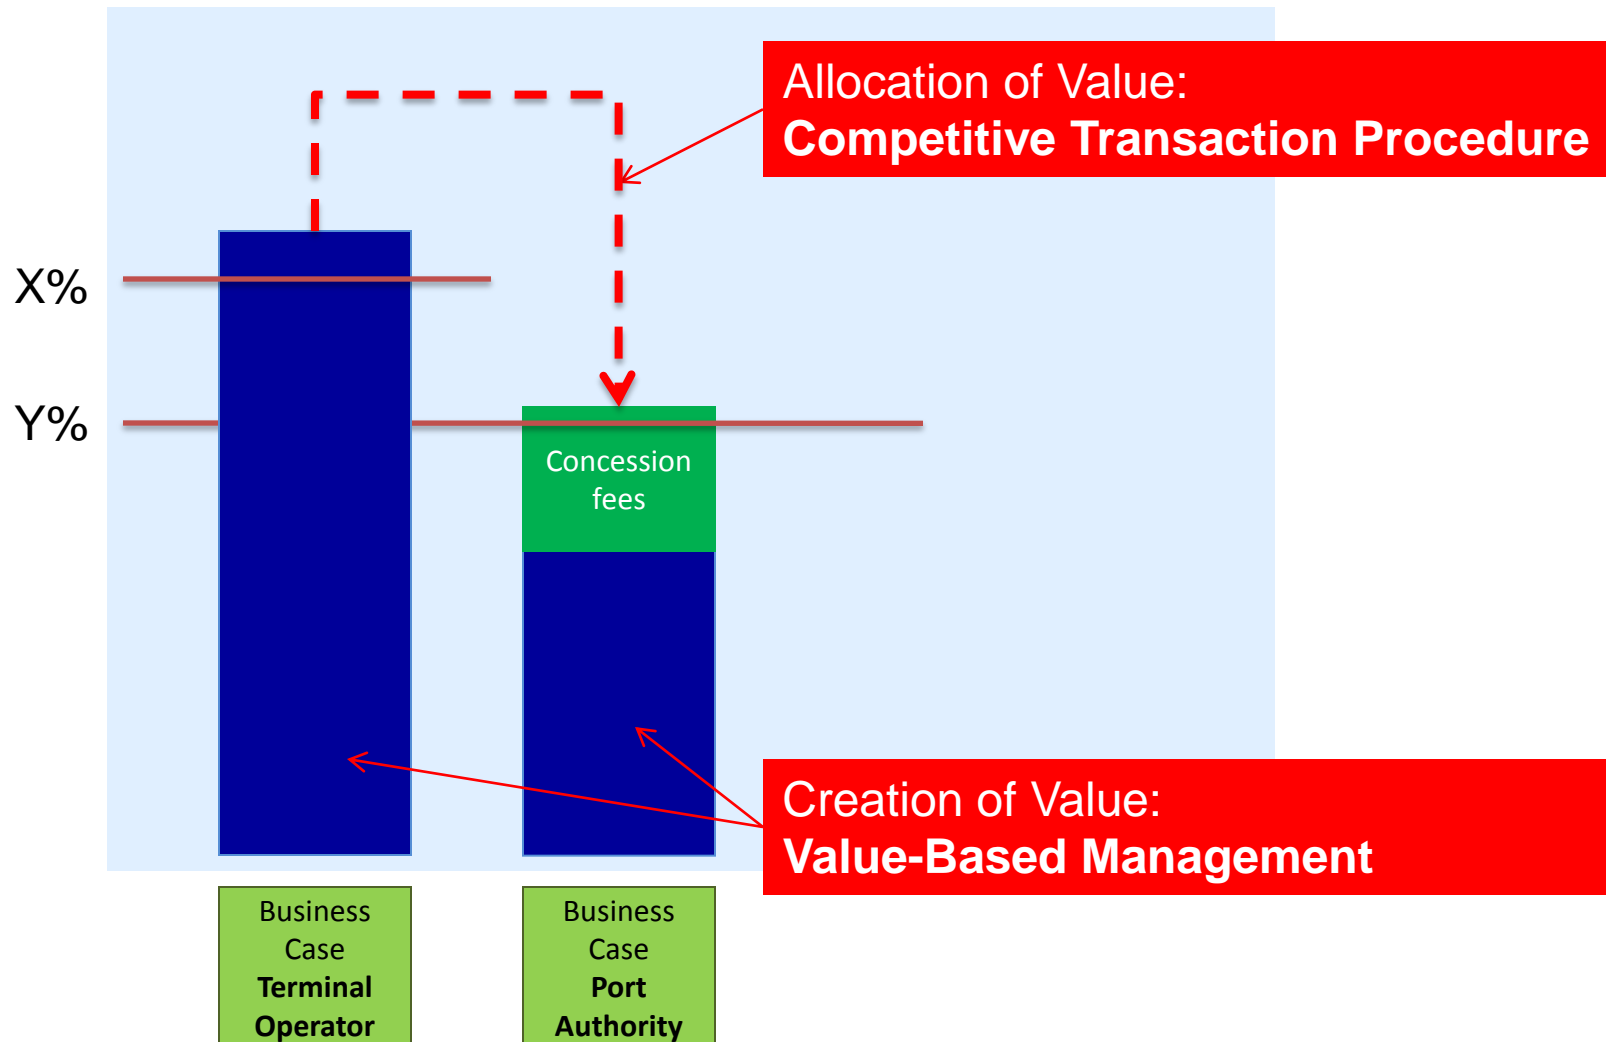 Allocation of Value:
Competitive Transaction Procedure
X%
Y%
Concession
fees
Creation of Value:
Value-Based Management
Business
Case
Terminal
Operator
Business
Case
Port
Authority